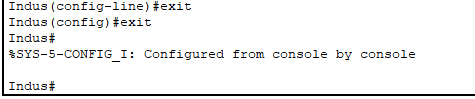 Indus(config-line)#exit
Indus(config)#exit
Indus#
%SYS-5-CONFIG_I: Configured from console by console
Indus#